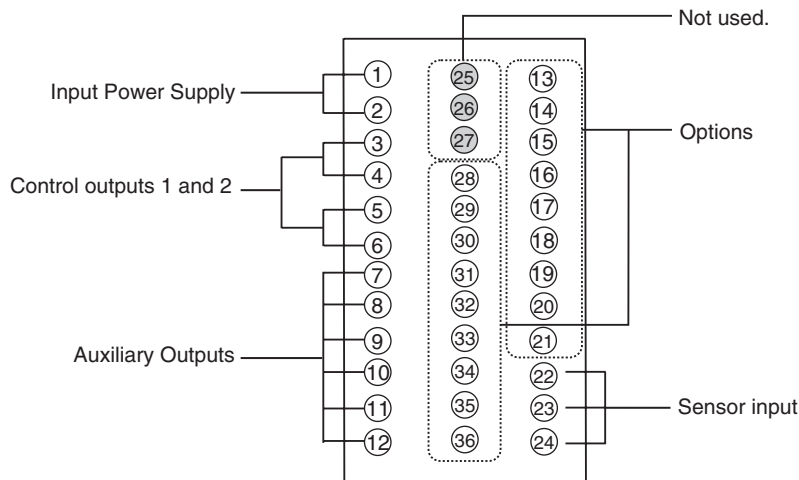 Not used.
1 25 13
Input Power Supply
2 26 14
3 27 15
Options
4 28 16
Control outputs 1 and 2
5 29 17
6 30 18
7 31 19
8 32 20
9 33 21
Auxiliary Outputs
10 34 22
11 35 23
Sensor input
12 36 24